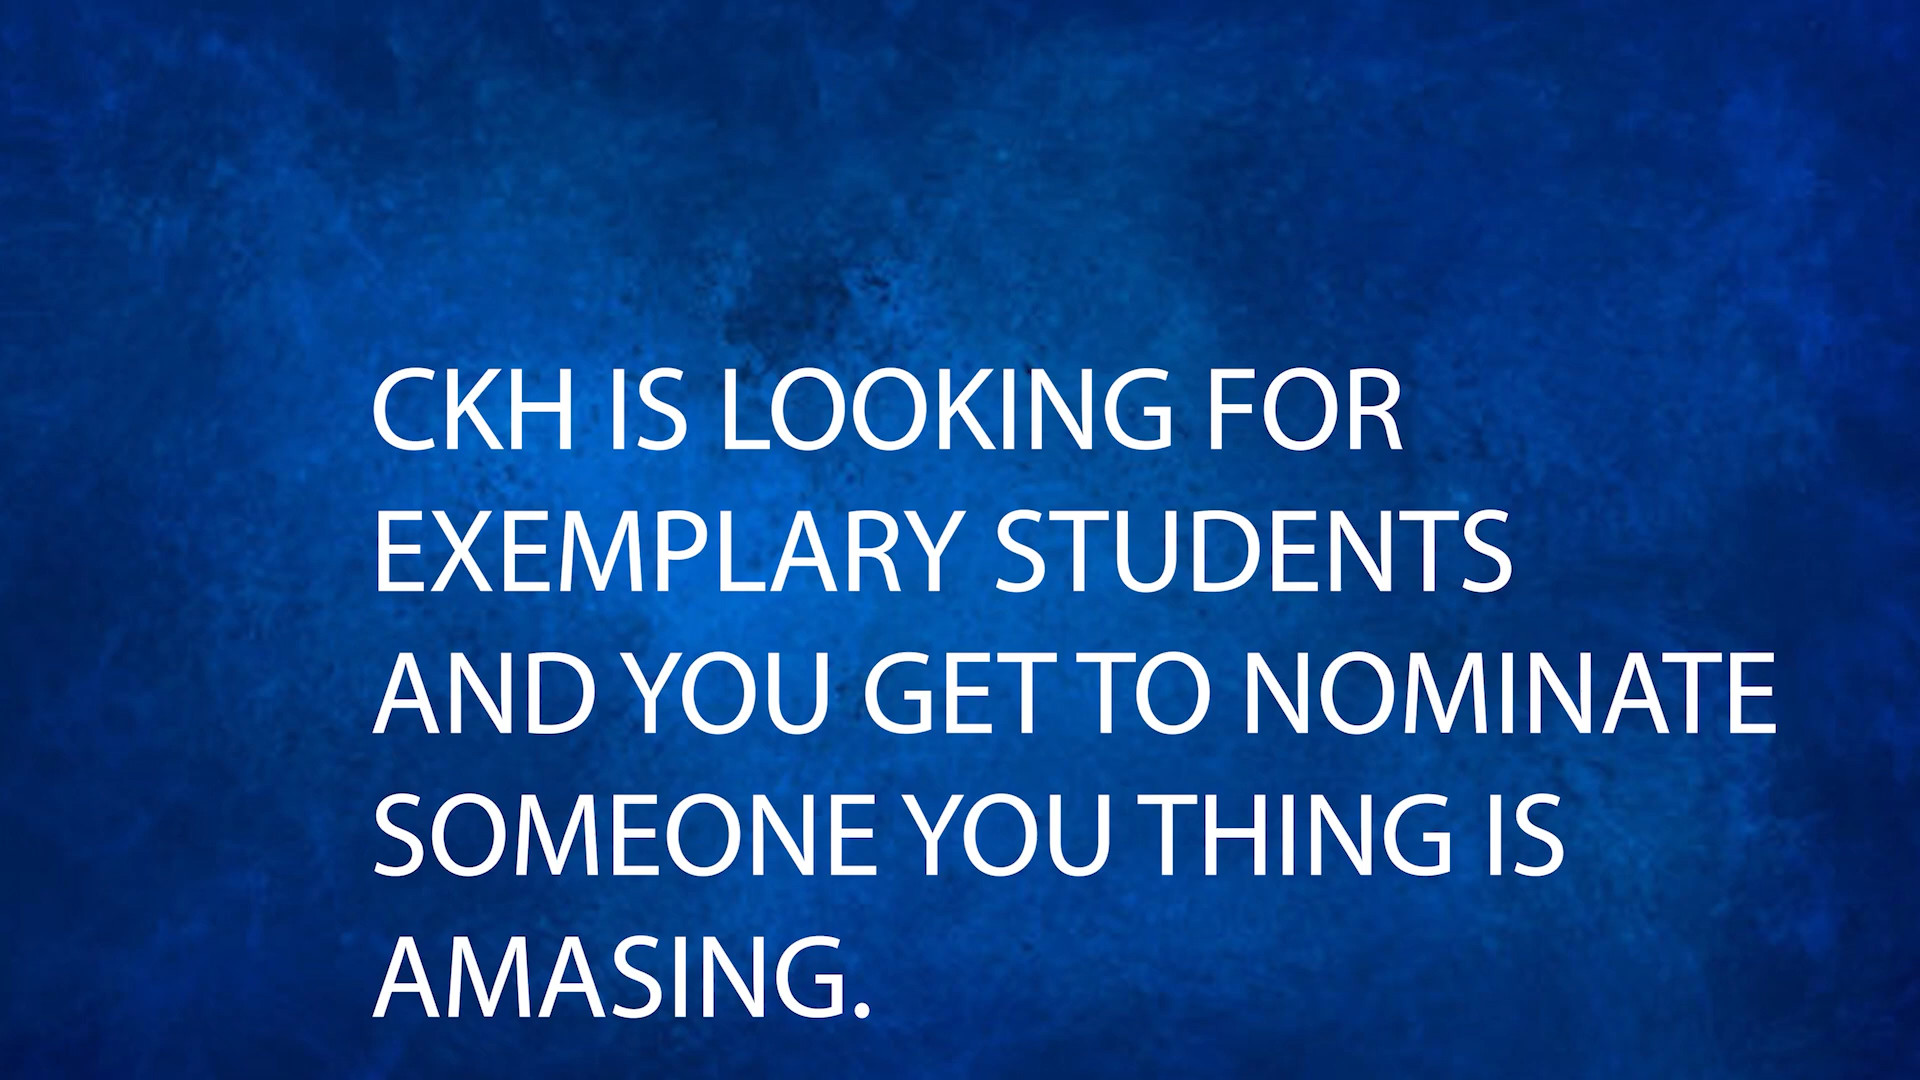 CKH IS LOOKING FOR
EXEMPLARY STUDENTS
AND YOU GET TO NOMINATE
SOMEONE YOU THING IS
AMASING.